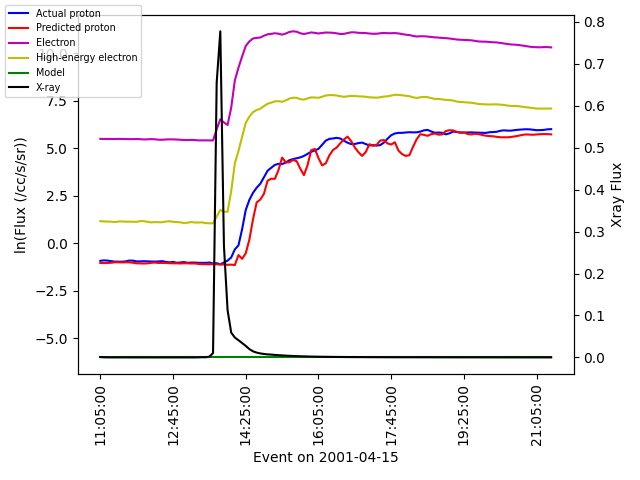 Actual proton
Predicted proton
Electron
High-energy electron
Model
X-ray
10.0
7.5
5.0
2.5
0.0
−2.5
−5.0
ln(Flux (/cc/s/sr))
0.8
0.7
0.6
0.5
0.4
0.3
0.2
0.1
0.0
Xray Flux
11:05:00
12:45:00
14:25:00
16:05:00
17:45:00
19:25:00
21:05:00
Event on 2001-04-15